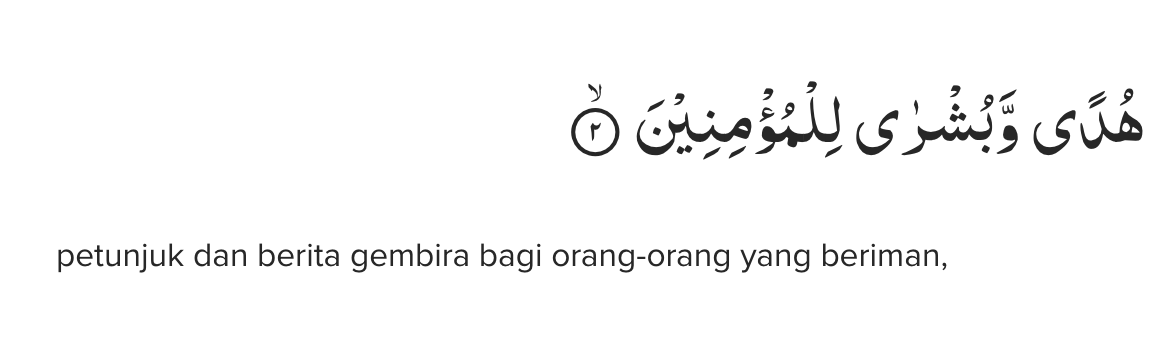 هُدًى وَّبُشْرٰى لِلْمُؤْمِنِيْنَ ۙ ٢
petunjuk dan berita gembira bagi orang-orang yang beriman,